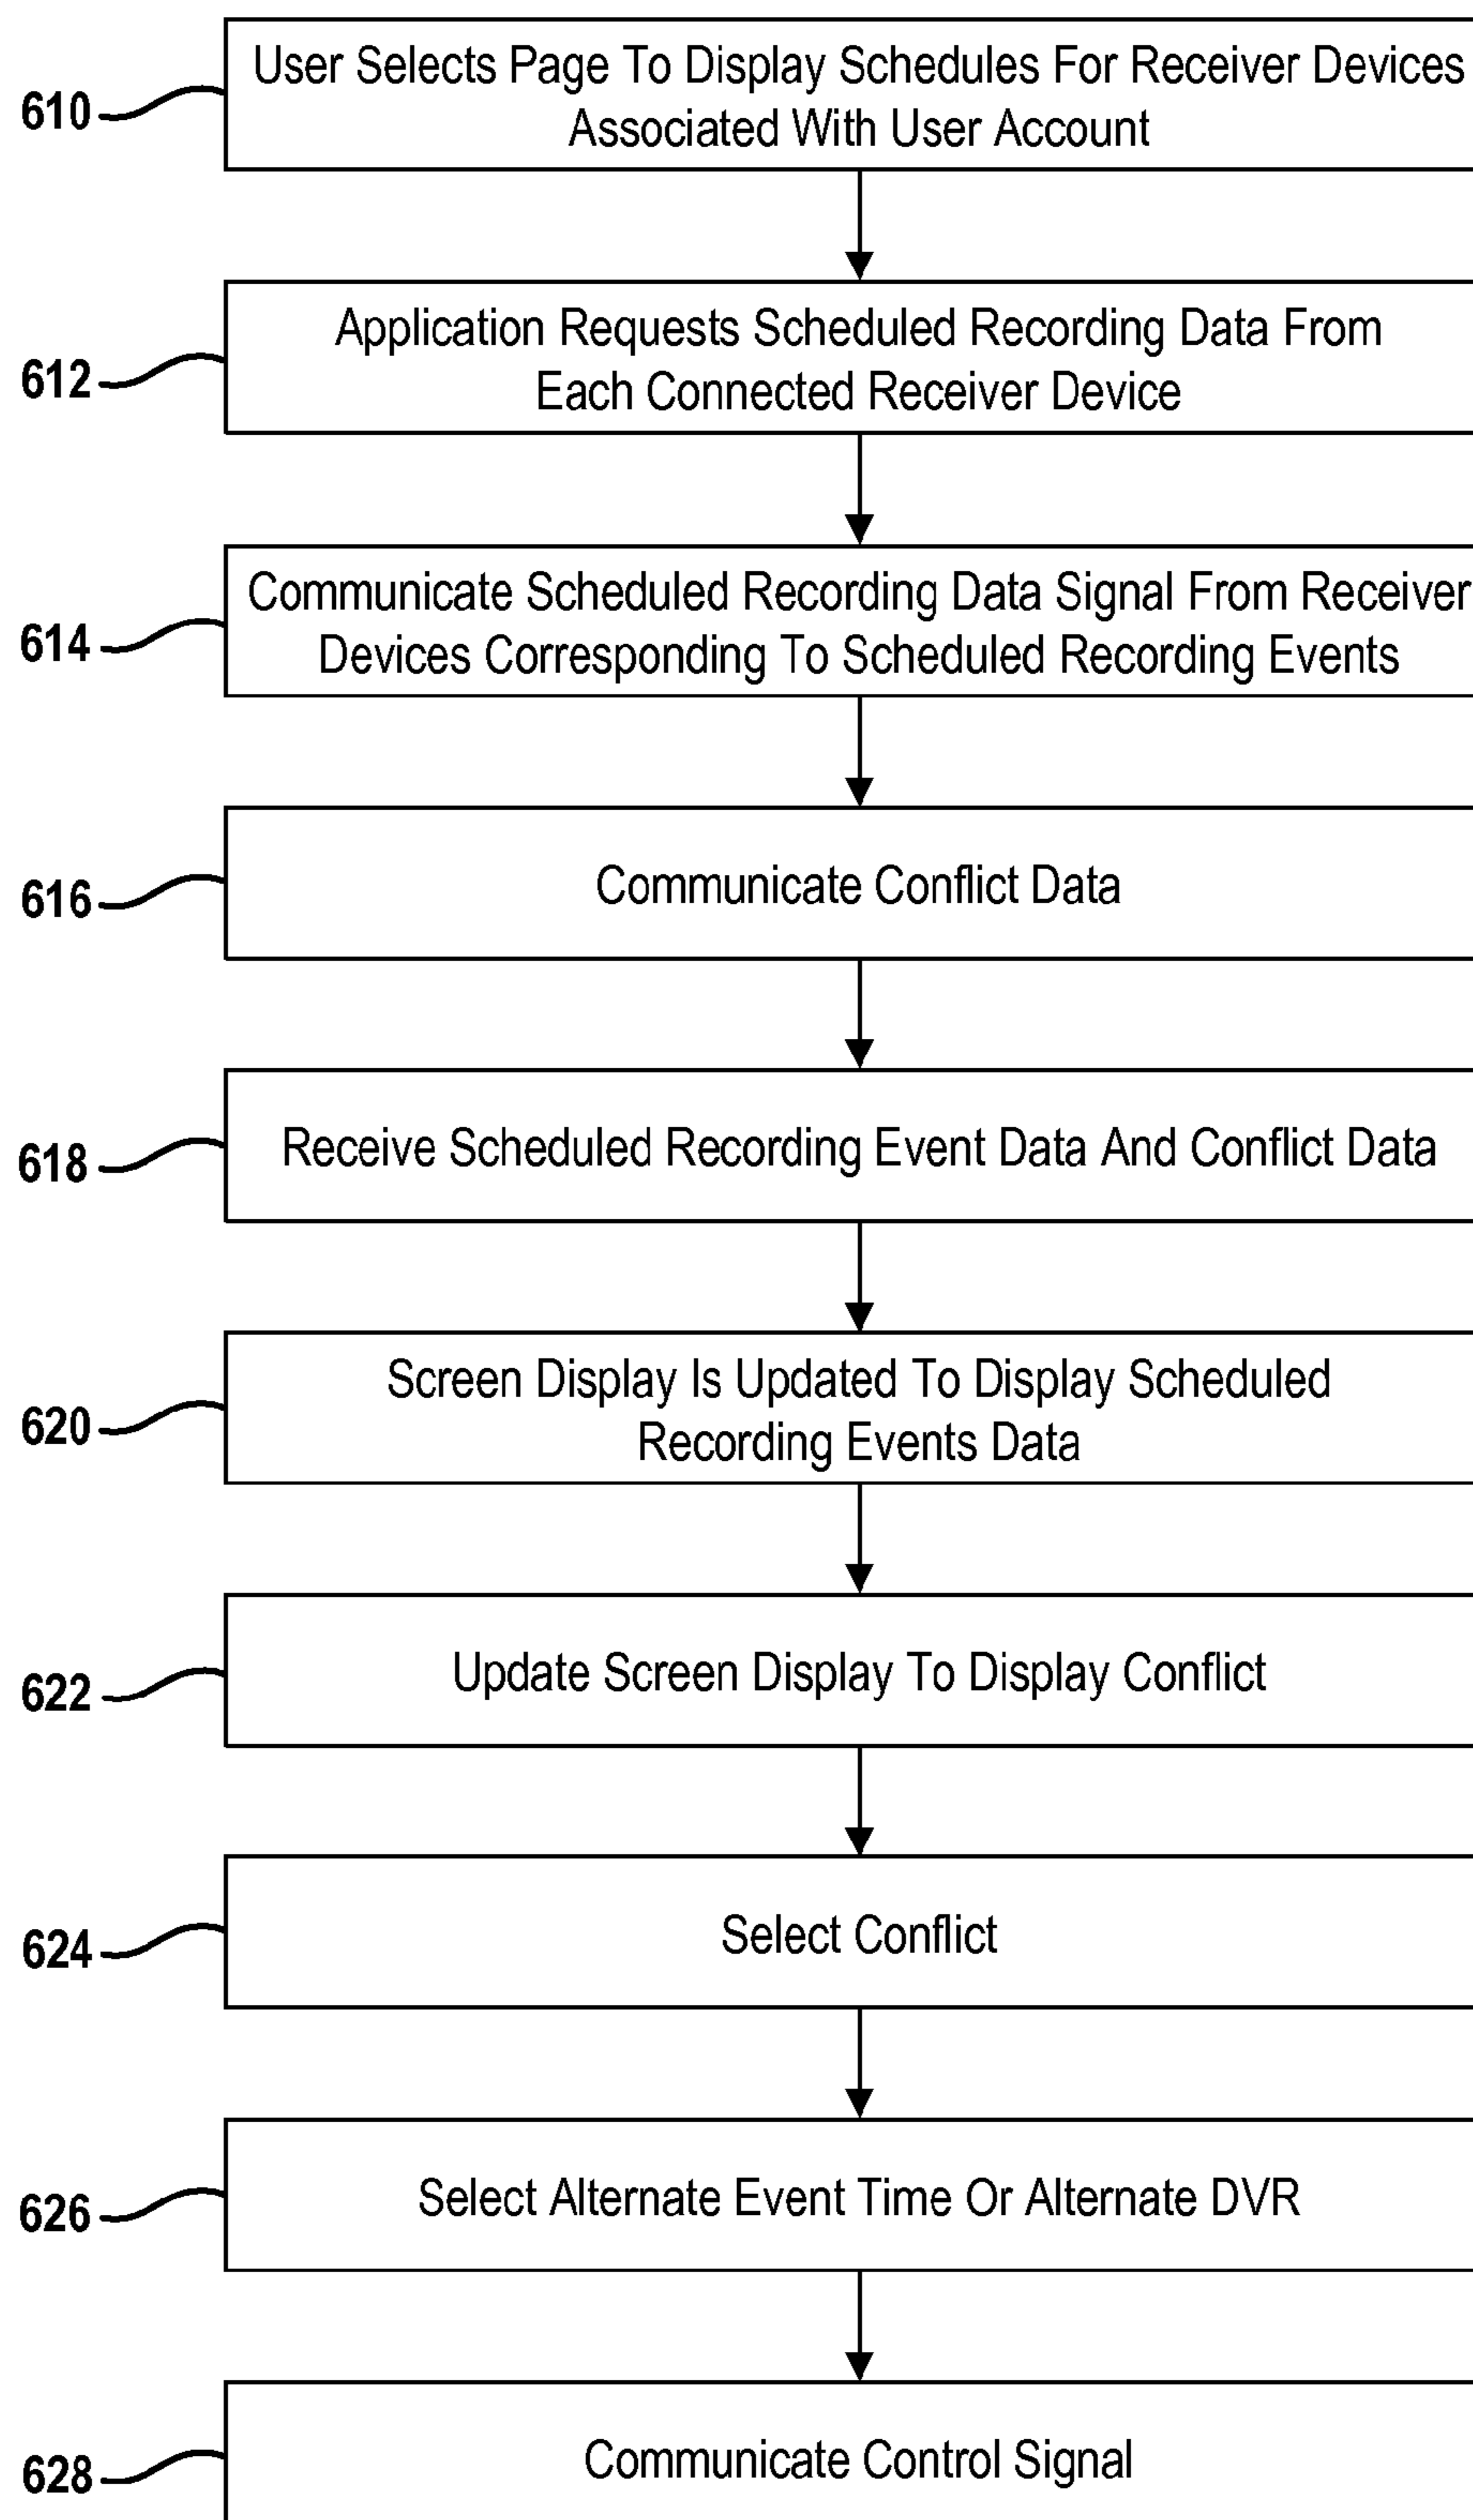 User Selects Page To Display Schedules For Receiver Devices
Associated With User Account
610
Application Requests Scheduled Recording Data From
Each Connected Receiver Device
612
Communicate Scheduled Recording Data Signal From Receiver
Devices Corresponding To Scheduled Recording Events
614
Communicate Conflict Data
616
Receive Scheduled Recording Event Data And Conflict Data
618
Screen Display Is Updated To Display Scheduled
Recording Events Data
620
Update Screen Display To Display Conflict
622
Select Conflict
624
Select Alternate Event Time Or Alternate DVR
626
Communicate Control Signal
628